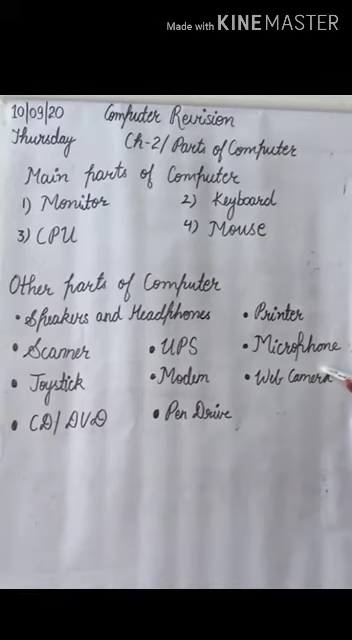 Made with KINEMASTER
10/09/20 Computer Revision
Thursday Ch-2/ Parts of Computer
Main parts of Computer
1) Monitor 2) Keyboard
3) CPU 4) Mouse
Other parts of Computer
• Speakers and Headphones • Printer
• Scanner • UPS • Microphone
• Joystick • Modem • Web Camera
• CD/DVD • Pen Drive